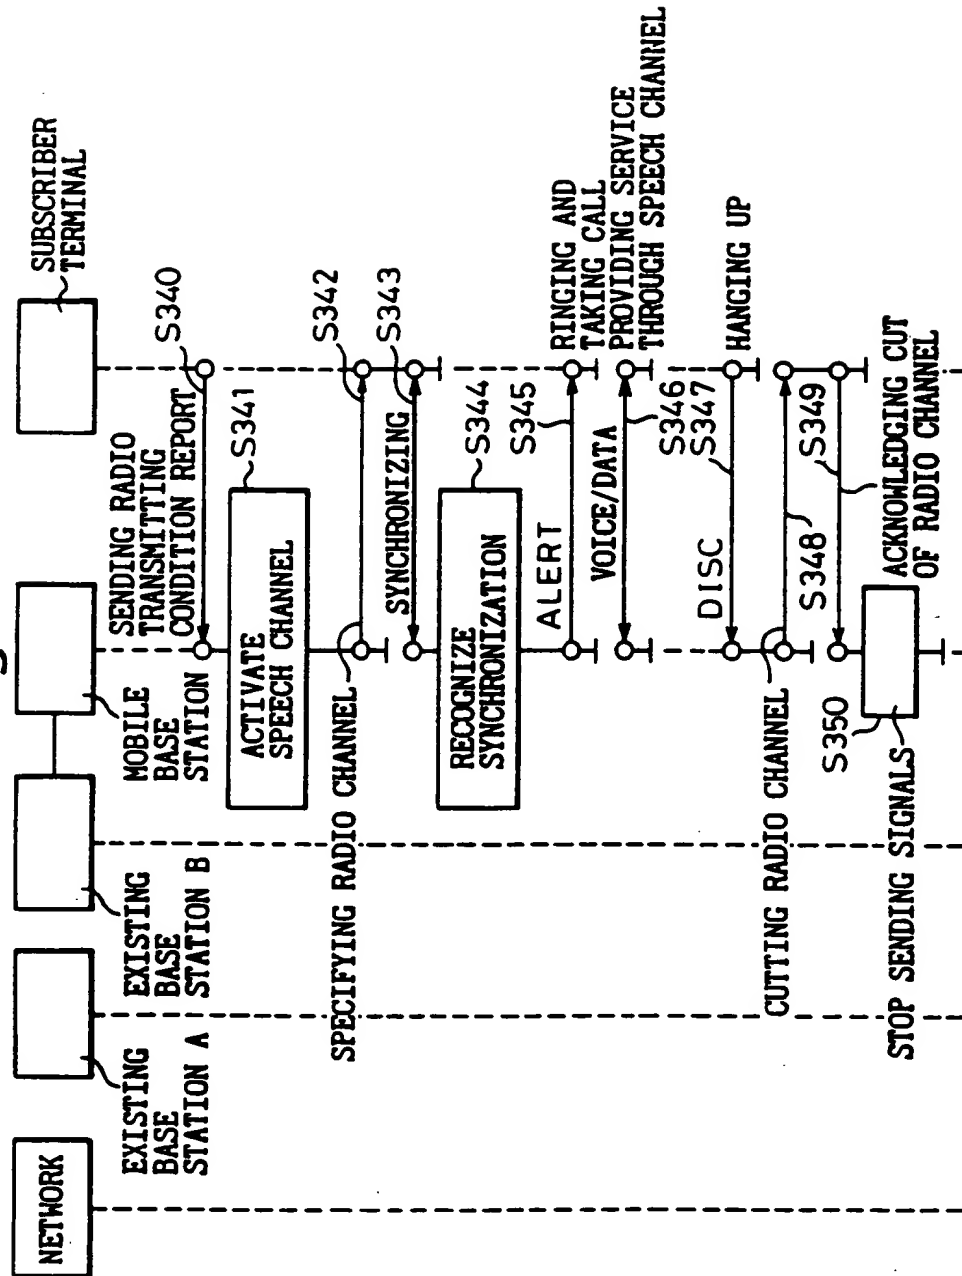 NETWORK
EXISTING
BASE
STATION A
EXISTING
BASE
STATION B
MOBILE
BASE
STATION
SUBSCRIBER
TERMINAL
SENDING RADIO
TRANSMITTING
CONDITION REPORT
S340
ACTIVATE
SPEECH CHANNEL
S341
SPECIFYING RADIO CHANNEL
S342
SYNCHRONIZING
S343
RECOGNIZE
SYNCHRONIZATION
S344
ALERT
S345
RINGING AND
TAKING CALL
VOICE/DATA
S346
PROVIDING SERVICE
THROUGH SPEECH CHANNEL
DISC
S347
HANGING UP
CUTTING RADIO CHANNEL
S348
S349
ACKNOWLEDGING CUT
OF RADIO CHANNEL
S350
STOP SENDING SIGNALS